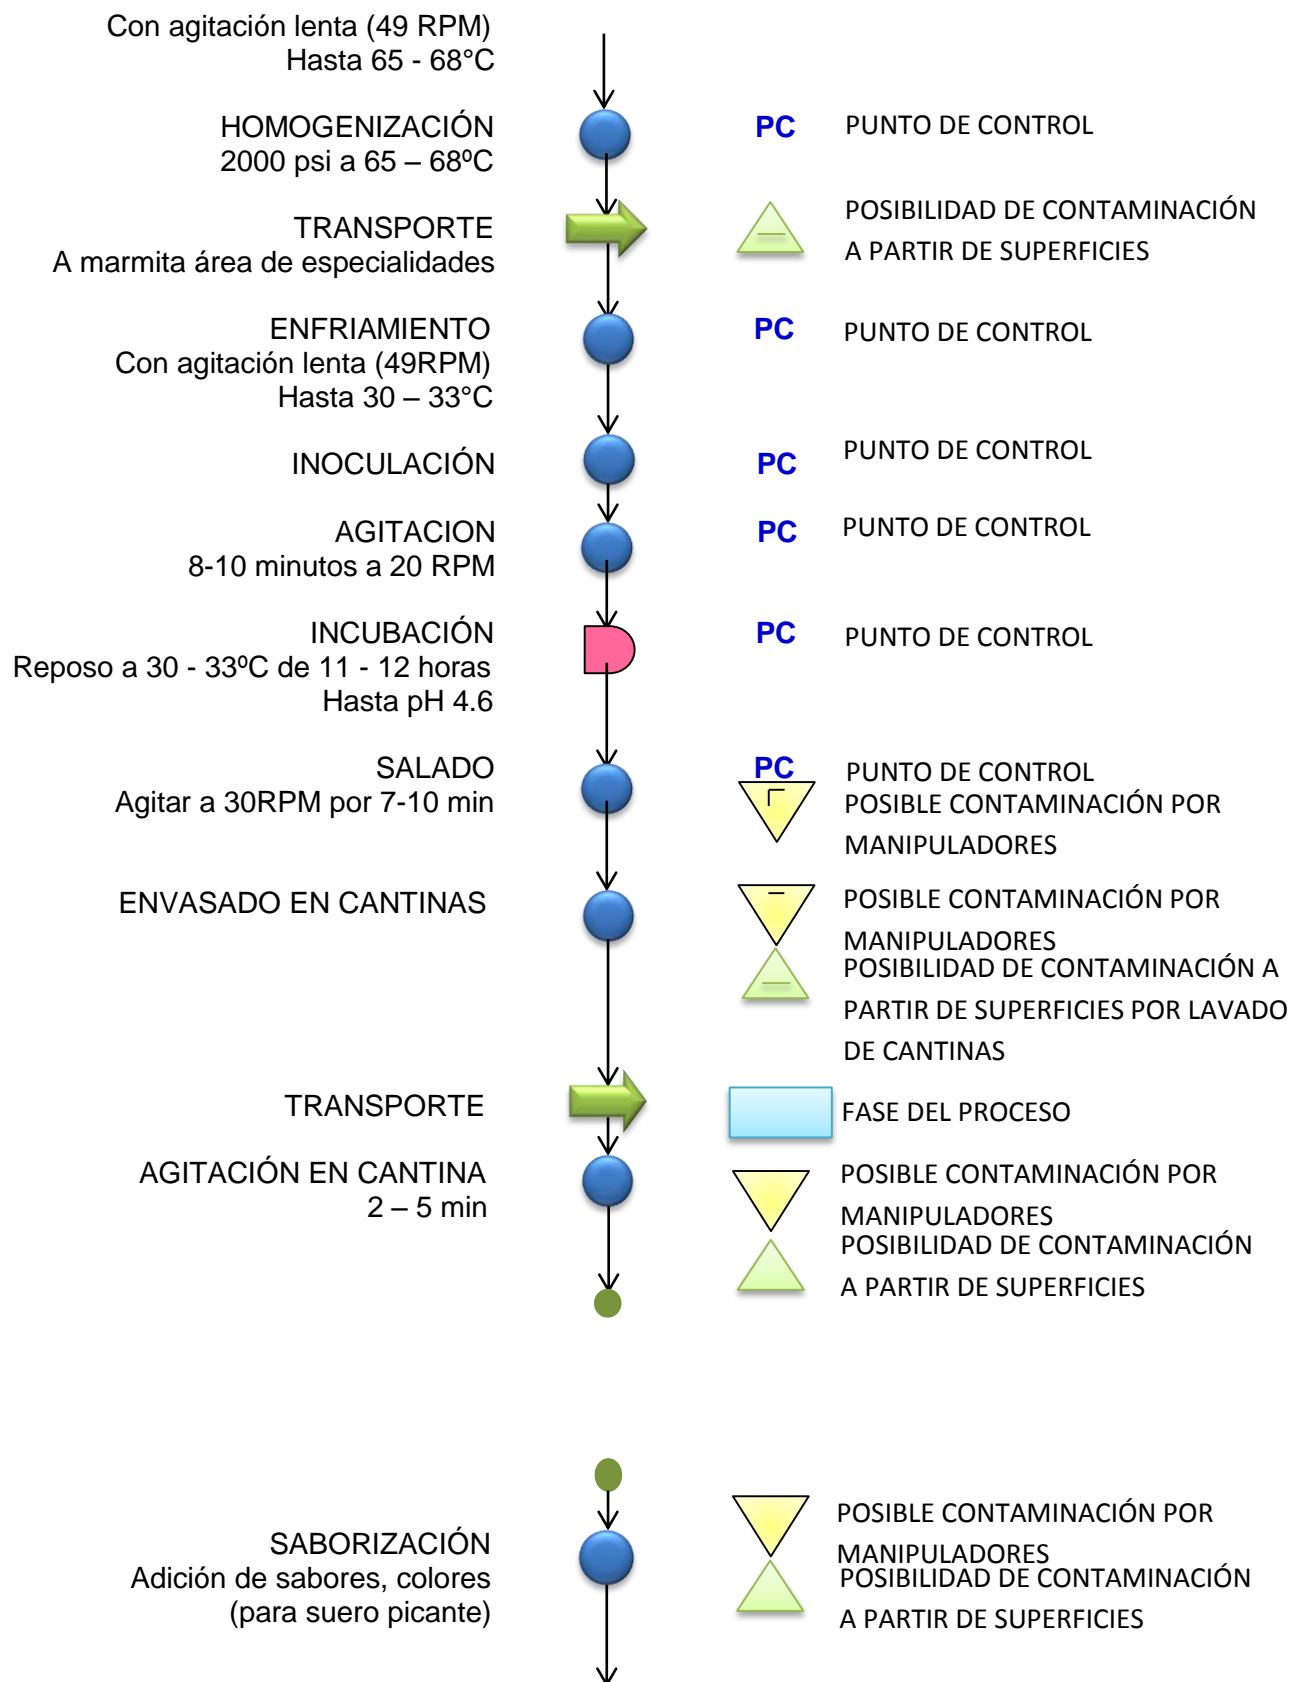 Con agitación lenta (49 RPM)
Hasta 65 - 68°C
HOMOGENIZACIÓN
2000 psi a 65 – 68ºC
PC
PUNTO DE CONTROL
TRANSPORTE
A marmita área de especialidades
POSIBILIDAD DE CONTAMINACIÓN
A PARTIR DE SUPERFICIES
ENFRIAMIENTO
Con agitación lenta (49RPM)
Hasta 30 – 33°C
PC
PUNTO DE CONTROL
INOCULACIÓN
PC
PUNTO DE CONTROL
AGITACION
8-10 minutos a 20 RPM
PC
PUNTO DE CONTROL
INCUBACIÓN
Reposo a 30 - 33ºC de 11 - 12 horas
Hasta pH 4.6
PC
PUNTO DE CONTROL
SALADO
Agitar a 30RPM por 7-10 min
PC
PUNTO DE CONTROL
POSIBLE CONTAMINACIÓN POR
MANIPULADORES
ENVASADO EN CANTINAS
POSIBLE CONTAMINACIÓN POR
MANIPULADORES
POSIBILIDAD DE CONTAMINACIÓN A
PARTIR DE SUPERFICIES POR LAVADO
DE CANTINAS
TRANSPORTE
FASE DEL PROCESO
AGITACIÓN EN CANTINA
2 – 5 min
POSIBLE CONTAMINACIÓN POR
MANIPULADORES
POSIBILIDAD DE CONTAMINACIÓN
A PARTIR DE SUPERFICIES
SABORIZACIÓN
Adición de sabores, colores
(para suero picante)
POSIBLE CONTAMINACIÓN POR
MANIPULADORES
POSIBILIDAD DE CONTAMINACIÓN
A PARTIR DE SUPERFICIES